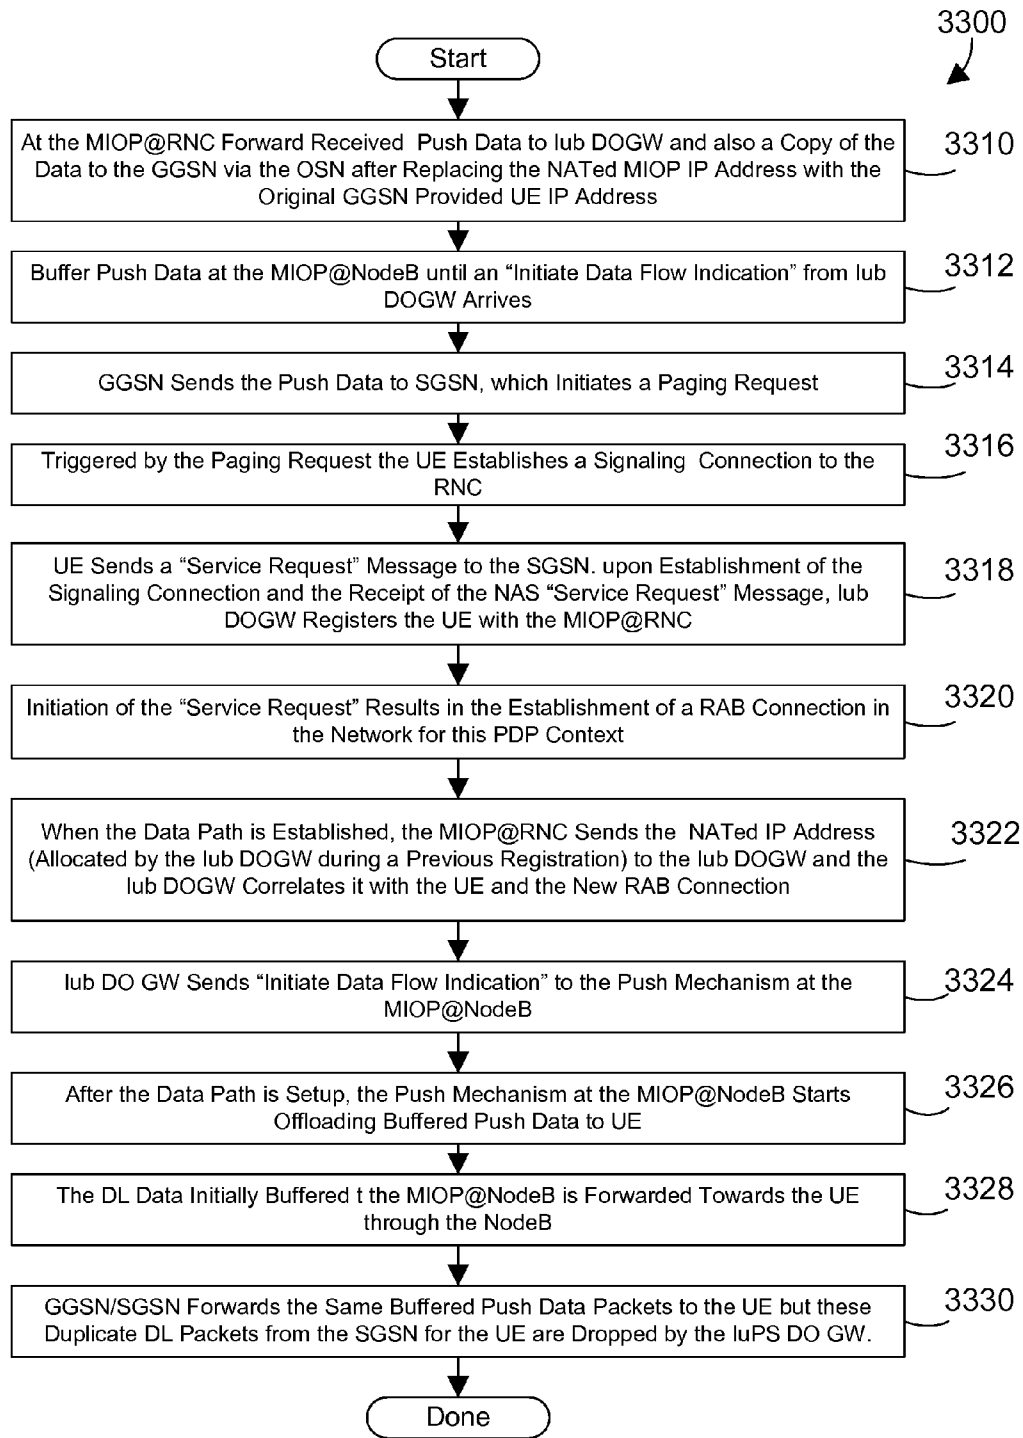 3300
Start
At the MIOP@RNC Forward Received Push Data to Iub DOGW and also a Copy of the
Data to the GGSN via the OSN after Replacing the NATed MIOP IP Address with the
Original GGSN Provided UE IP Address
3310
Buffer Push Data at the MIOP@NodeB until an “Initiate Data Flow Indication” from Iub
DOGW Arrives
3312
GGSN Sends the Push Data to SGSN, which Initiates a Paging Request
3314
Triggered by the Paging Request the UE Establishes a Signaling Connection to the
RNC
3316
UE Sends a “Service Request” Message to the SGSN. upon Establishment of the
Signaling Connection and the Receipt of the NAS “Service Request” Message, Iub
DOGW Registers the UE with the MIOP@RNC
3318
Initiation of the “Service Request” Results in the Establishment of a RAB Connection in
the Network for this PDP Context
3320
When the Data Path is Established, the MIOP@RNC Sends the NATed IP Address
(Allocated by the Iub DOGW during a Previous Registration) to the Iub DOGW and the
Iub DOGW Correlates it with the UE and the New RAB Connection
3322
Iub DO GW Sends “Initiate Data Flow Indication” to the Push Mechanism at the
MIOP@NodeB
3324
After the Data Path is Setup, the Push Mechanism at the MIOP@NodeB Starts
Offloading Buffered Push Data to UE
3326
The DL Data Initially Buffered t the MIOP@NodeB is Forwarded Towards the UE
through the NodeB
3328
GGSN/SGSN Forwards the Same Buffered Push Data Packets to the UE but these
Duplicate DL Packets from the SGSN for the UE are Dropped by the IuPS DO GW.
3330
Done